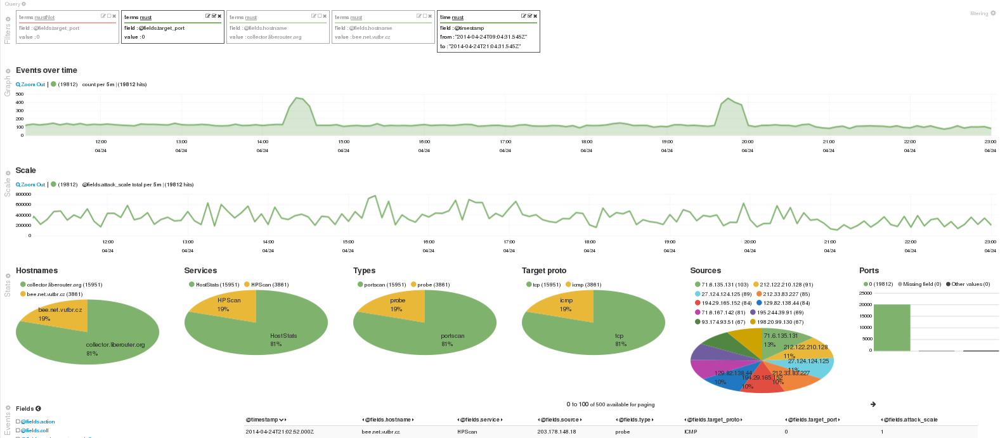 Query
Filters
terms mustNot
field : @fields.target_port
value : 0
terms must
field : @fields.target_port
value : 0
terms must
field : @fields.hostname
value : collector.liberouter.org
terms must
field : @fields.hostname
value : bee.net.vutbr.cz
time must
field : @timestamp
from : "2014-04-24T09:04:31.545Z"
to : "2014-04-24T21:04:31.545Z"
filtering
Graph
Events over time
Zoom Out | (19812) count per 5m | (19812 hits)
500
400
300
200
100
0
12:00 13:00 14:00 15:00 16:00 17:00 18:00 19:00 20:00 21:00 22:00 23:00
04/24 04/24 04/24 04/24 04/24 04/24 04/24 04/24 04/24 04/24 04/24 04/24
Scale
Scale
Zoom Out | (19812) @fields.attack_scale total per 5m | (19812 hits)
800000
600000
400000
200000
0
12:00 13:00 14:00 15:00 16:00 17:00 18:00 19:00 20:00 21:00 22:00 23:00
04/24 04/24 04/24 04/24 04/24 04/24 04/24 04/24 04/24 04/24 04/24 04/24
Stats
Hostnames
collector.liberouter.org (15951)
bee.net.vutbr.cz (3861)
bee.net.vutbr.cz
19%
collector.liberouter.org
81%
Services
HostStats (15951) HPScan (3861)
HPScan
19%
HostStats
81%
Types
portscan (15951) probe (3861)
probe
19%
portscan
81%
Target proto
tcp (15951) icmp (3861)
icmp
19%
tcp
81%
Sources
71.6.135.131 (103) 212.122.210.128 (91)
27.124.124.125 (89) 212.33.83.227 (85)
194.29.165.152 (84) 129.82.138.44 (84)
71.6.167.142 (81) 195.244.39.91 (69)
93.174.93.51 (67) 198.20.99.130 (67)
71.6.135.131
13%
212.122.210.128
11%
27.124.124.125
11%
212.33.83.227
10%
194.29.165.152
10%
129.82.138.44
10%
Ports
0 (19812) Missing field (0) Other values (0)
25000
20000
15000
10000
5000
0
Events
Fields
@fields.action
@fields.coll
0 to 100 of 500 available for paging
@timestamp @fields.hostname @fields.service @fields.source @fields.type @fields.target_proto @fields.target_port @fields.attack_scale
2014-04-24T21:02:52.000Z bee.net.vutbr.cz HPScan 203.178.148.18 probe ICMP 0 1